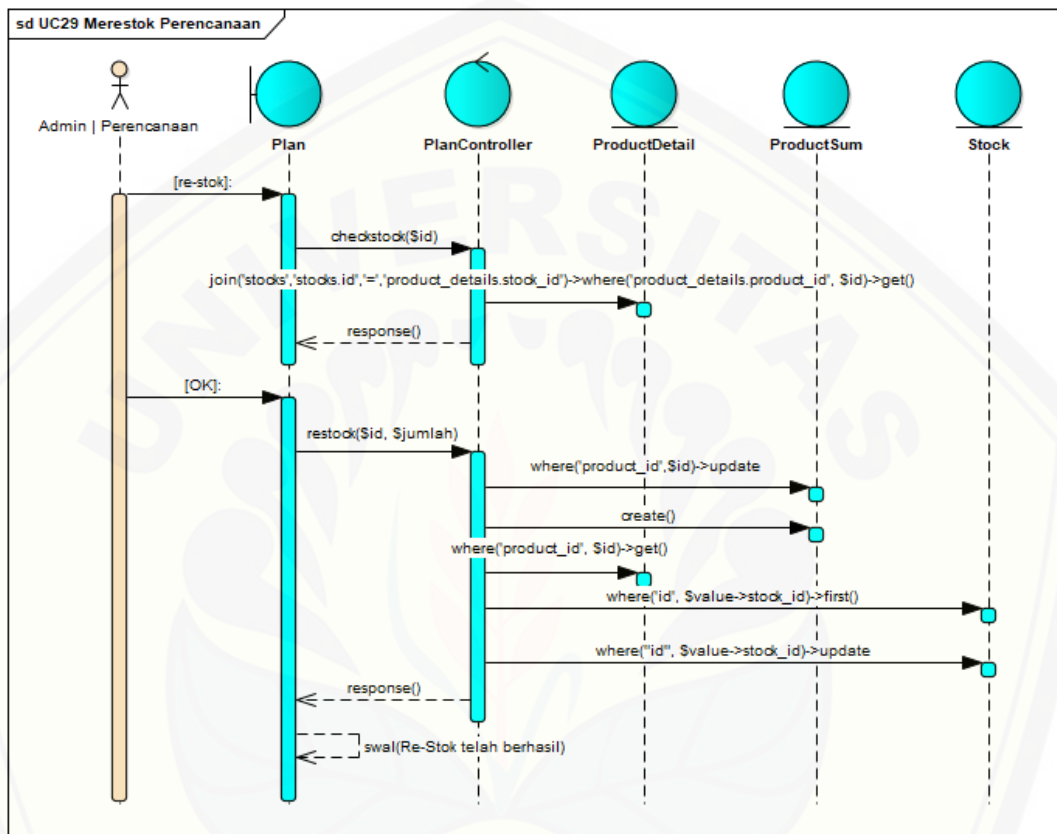 sd UC29 Merestok Perencanaan
Admin | Perencanaan
Plan
PlanController
ProductDetail
ProductSum
Stock
[re-stok]:
checkstock($id)
join('stocks','stocks.id','=','product_details.stock_id')->where('product_details.product_id', $id)->get()
response()
[OK]:
restock($id, $jumlah)
where('product_id',$id)->update
create()
where('product_id', $id)->get()
where('id', $value->stock_id)->first()
where("id"', $value->stock_id)->update
response()
swal(Re-Stok telah berhasil)
UNIVERSITAS